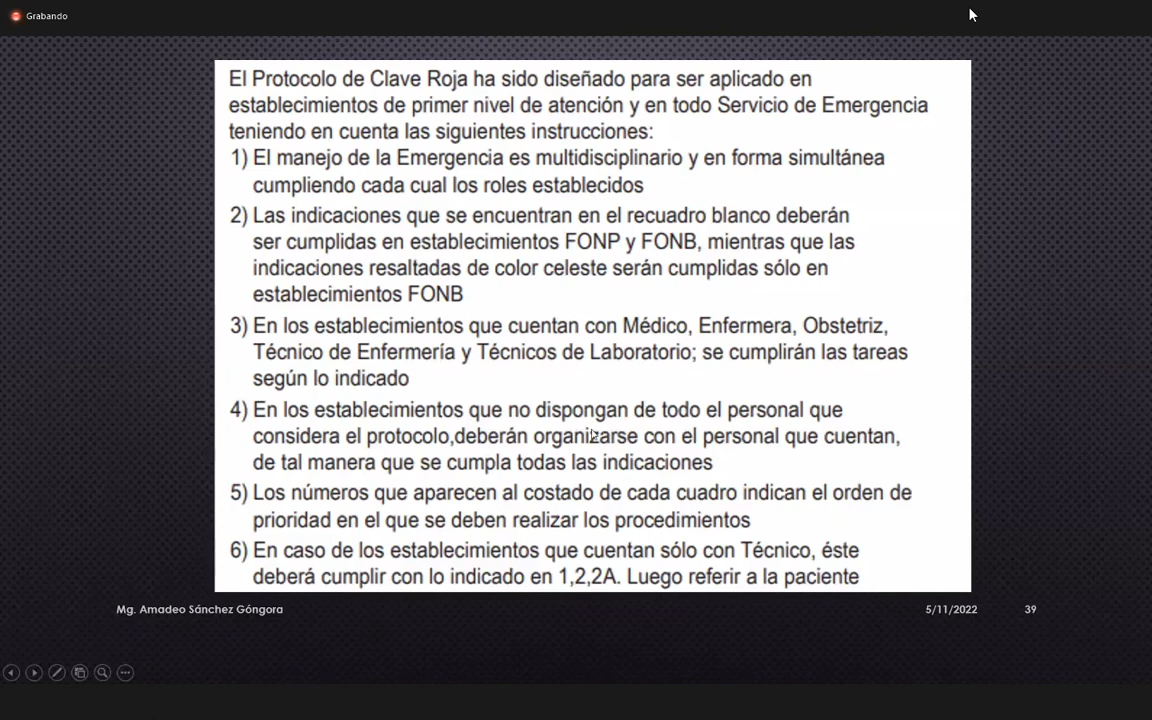 Grabando
El Protocolo de Clave Roja ha sido diseñado para ser aplicado en
establecimientos de primer nivel de atención y en todo Servicio de Emergencia
teniendo en cuenta las siguientes instrucciones:
1) El manejo de la Emergencia es multidisciplinario y en forma simultánea
cumpliendo cada cual los roles establecidos
2) Las indicaciones que se encuentran en el recuadro blanco deberán
ser cumplidas en establecimientos FONP y FONB, mientras que las
indicaciones resaltadas de color celeste serán cumplidas sólo en
establecimientos FONB
3) En los establecimientos que cuentan con Médico, Enfermera, Obstetriz,
Técnico de Enfermería y Técnicos de Laboratorio; se cumplirán las tareas
según lo indicado
4) En los establecimientos que no dispongan de todo el personal que
considera el protocolo,deberán organizarse con el personal que cuentan,
de tal manera que se cumpla todas las indicaciones
5) Los números que aparecen al costado de cada cuadro indican el orden de
prioridad en el que se deben realizar los procedimientos
6) En caso de los establecimientos que cuentan sólo con Técnico, éste
deberá cumplir con lo indicado en 1,2,2A. Luego referir a la paciente
Mg. Amadeo Sánchez Góngora 5/11/2022 39